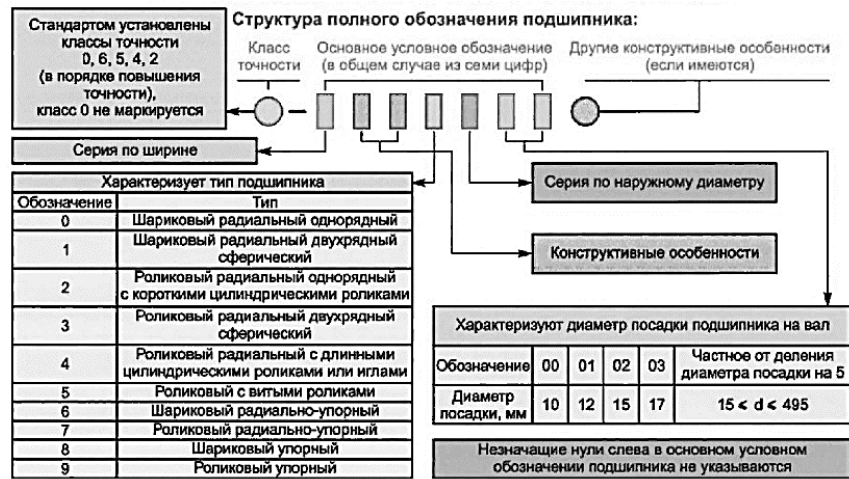 Структура полного обозначения подшипника:
Стандартом установлены
классы точности
0, 6, 5, 4, 2
(в порядке повышения
точности),
класс 0 не маркируется
Класс
точности
Основное условное обозначение
(в общем случае из семи цифр)
Другие конструктивные особенности
(если имеются)
Серия по ширине
Характеризует тип подшипника
Обозначение Тип
0 Шариковый радиальный однорядный
1 Шариковый радиальный двухрядный
сферический
2 Роликовый радиальный однорядный
с короткими цилиндрическими роликами
3 Роликовый радиальный двухрядный
сферический
4 Роликовый радиальный с длинными
цилиндрическими роликами или иглами
5 Роликовый с витыми роликами
6 Шариковый радиально-упорный
7 Роликовый радиально-упорный
8 Шариковый упорный
9 Роликовый упорный
Серия по наружному диаметру
Конструктивные особенности
Характеризуют диаметр посадки подшипника на вал
Обозначение 00 01 02 03 Частное от деления
диаметра посадки на 5
Диаметр
посадки, мм 10 12 15 17 15 < d < 495
Незначащие нули слева в основном условном
обозначении подшипника не указываются